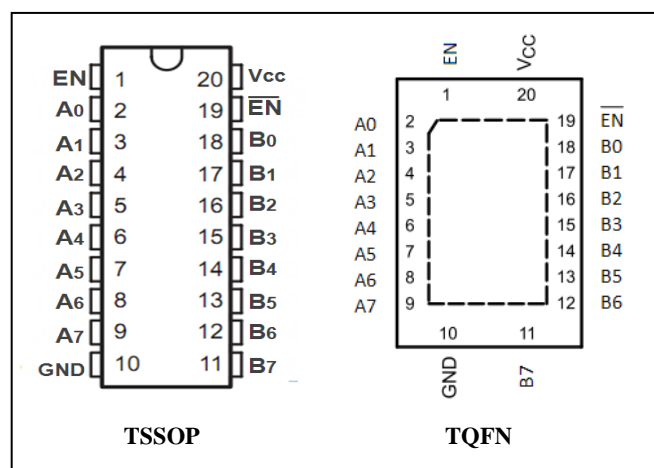 EN 1 20 Vcc
A0 2 19 E̅N̅
A1 3 18 B0
A2 4 17 B1
A3 5 16 B2
A4 6 15 B3
A5 7 14 B4
A6 8 13 B5
A7 9 12 B6
GND 10 11 B7
TSSOP
EN VCC
1 20
A0 2 19 E̅N̅
A1 3 18 B0
A2 4 17 B1
A3 5 16 B2
A4 6 15 B3
A5 7 14 B4
A6 8 13 B5
A7 9 12 B6
10 11
GND B7
TQFN